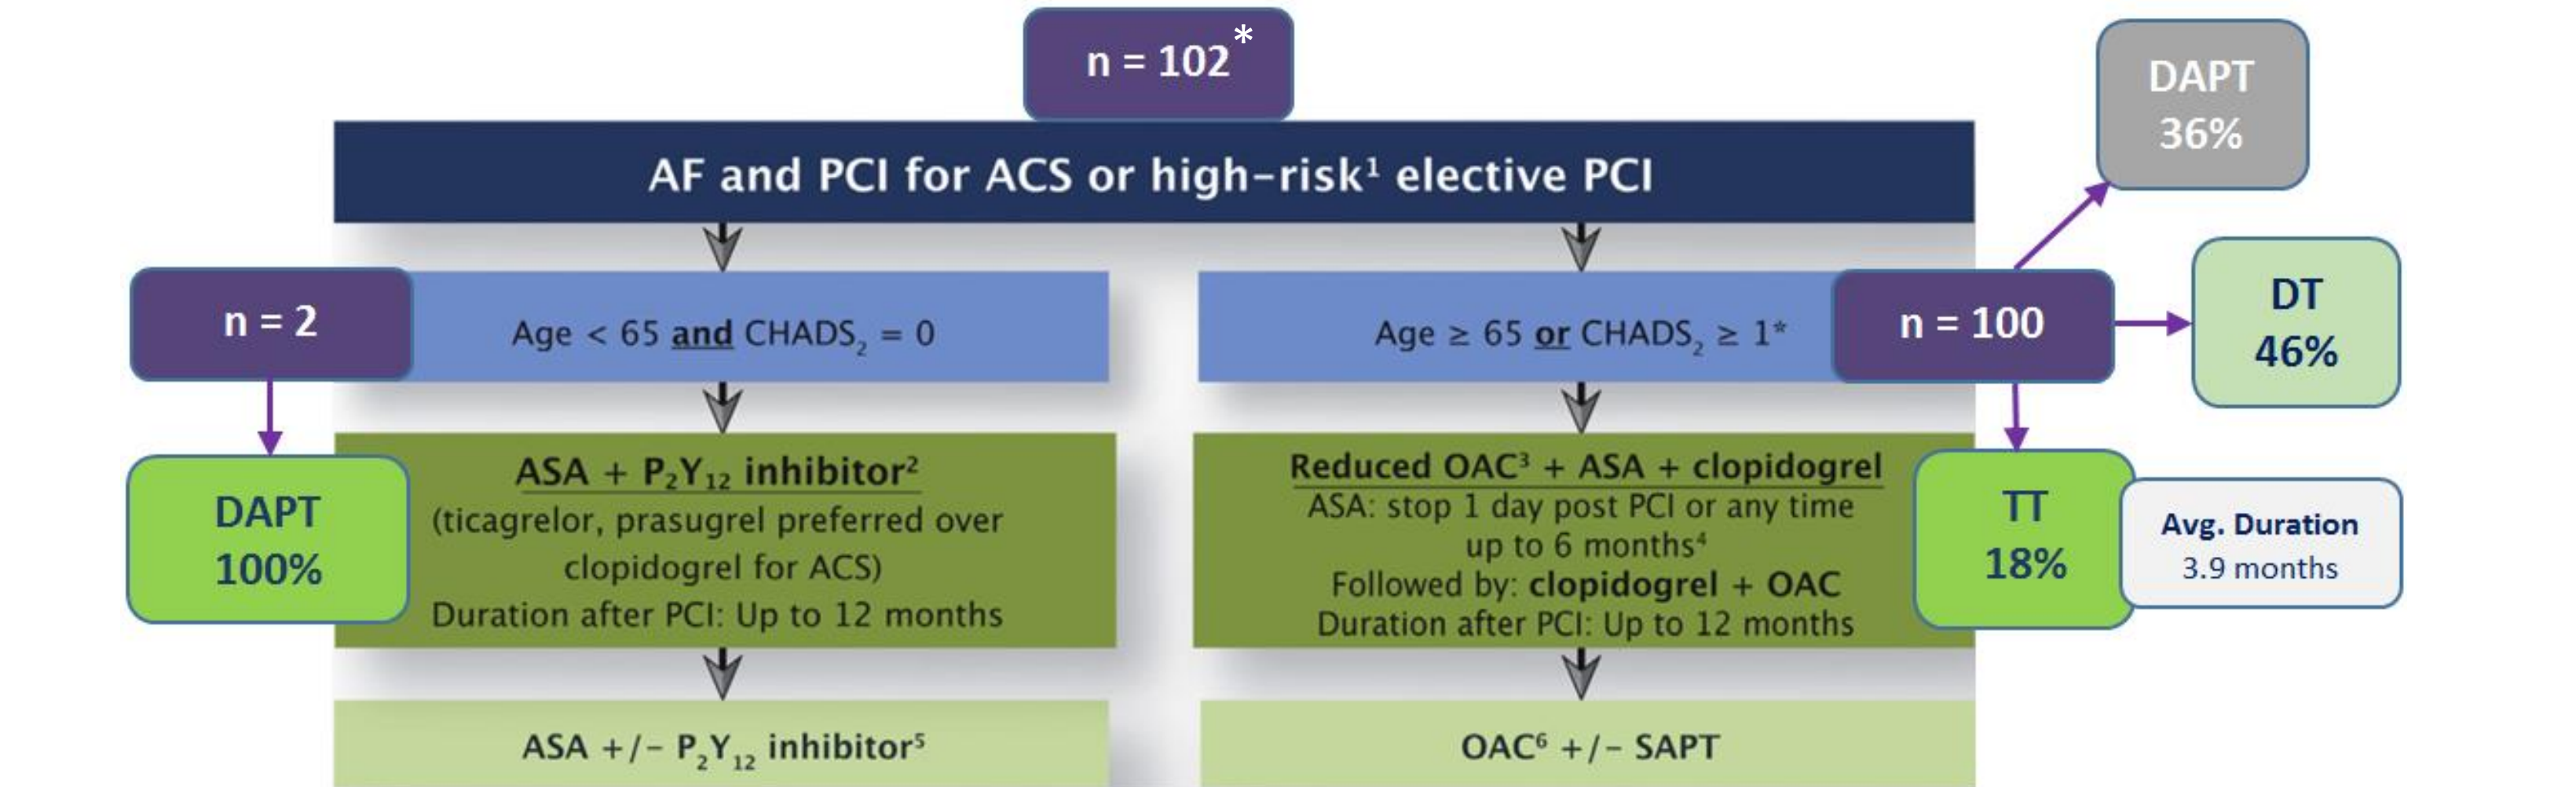 n = 102*
DAPT
36%
AF and PCI for ACS or high-risk¹ elective PCI
n = 2
Age < 65 and CHADS₂ = 0
Age ≥ 65 or CHADS₂ ≥ 1*
n = 100
DT
46%
DAPT
100%
ASA + P₂Y₁₂ inhibitor²
(ticagrelor, prasugrel preferred over
clopidogrel for ACS)
Duration after PCI: Up to 12 months
Reduced OAC³ + ASA + clopidogrel
ASA: stop 1 day post PCI or any time
up to 6 months⁴
Followed by: clopidogrel + OAC
Duration after PCI: Up to 12 months
TT
18%
Avg. Duration
3.9 months
ASA +/- P₂Y₁₂ inhibitor⁵
OAC⁶ +/- SAPT